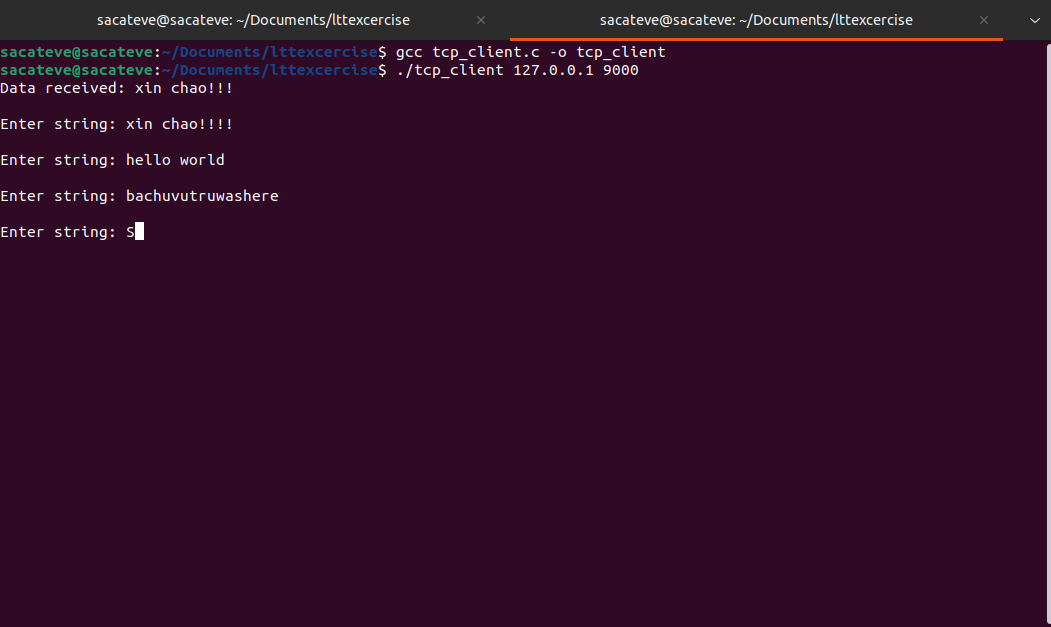 sacateve@sacateve: ~/Documents/lttexcercise
sacateve@sacateve: ~/Documents/lttexcercise
sacateve@sacateve:~/Documents/lttexcercise$ gcc tcp_client.c -o tcp_client
sacateve@sacateve:~/Documents/lttexcercise$ ./tcp_client 127.0.0.1 9000
Data received: xin chao!!!
Enter string: xin chao!!!!
Enter string: hello world
Enter string: bachuvutruwashere
Enter string: S